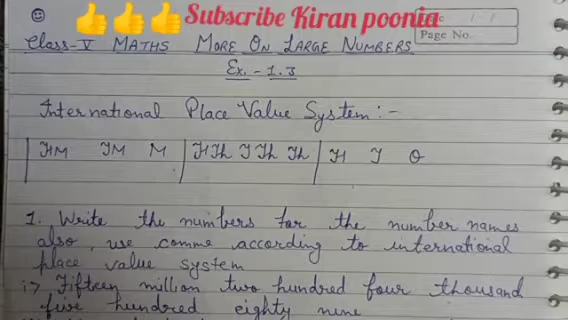 Subscribe Kiran poonia
Page No.
Class-V MATHS MORE ON LARGE NUMBERS
Ex. - 1.3
International Place Value System :-
HM TM M HTh TTh Th H T O
1. Write the numbers for the number names
also, use comma according to international
place value system
i:> Fifteen million two hundred four thousand
five hundred eighty nine